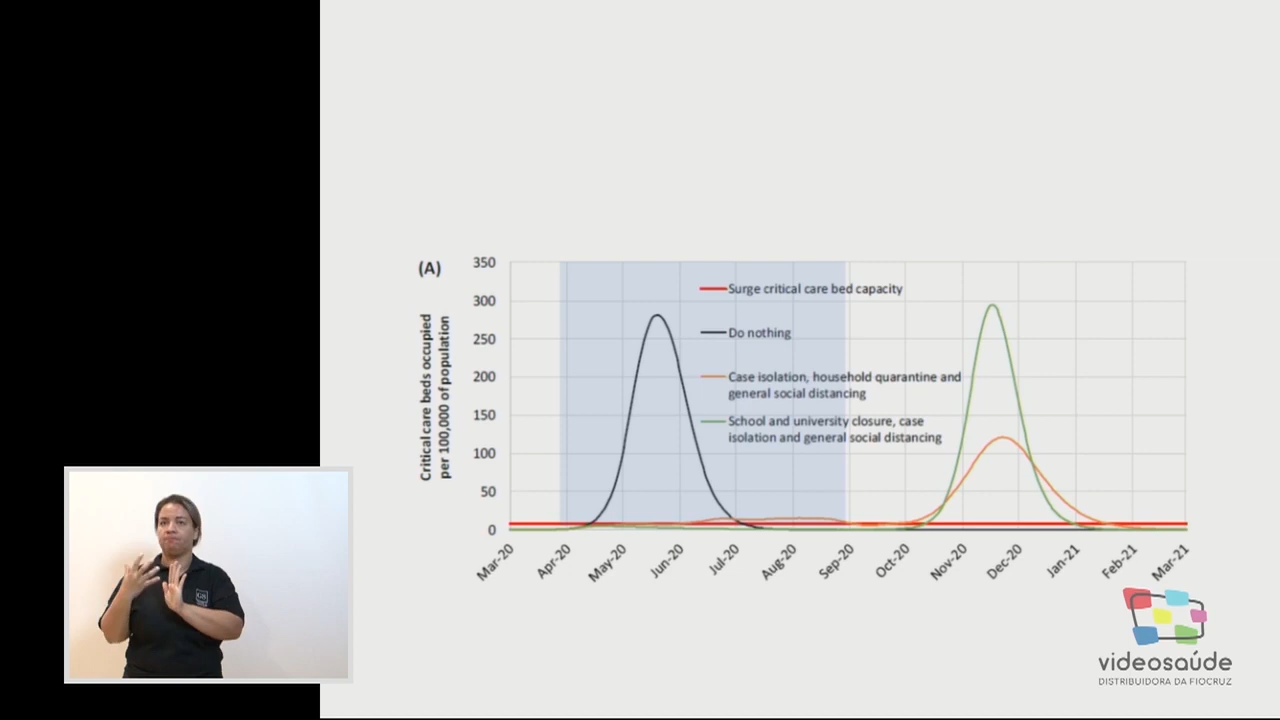 (A)
Critical care beds occupied
per 100,000 of population
350
300
250
200
150
100
50
0
Surge critical care bed capacity
Do nothing
Case isolation, household quarantine and
general social distancing
School and university closure, case
isolation and general social distancing
Mar-20
Apr-20
May-20
Jun-20
Jul-20
Aug-20
Sep-20
Oct-20
Nov-20
Dec-20
Jan-21
Feb-21
Mar-21
videosaúde
DISTRIBUIDORA DA FIOCRUZ